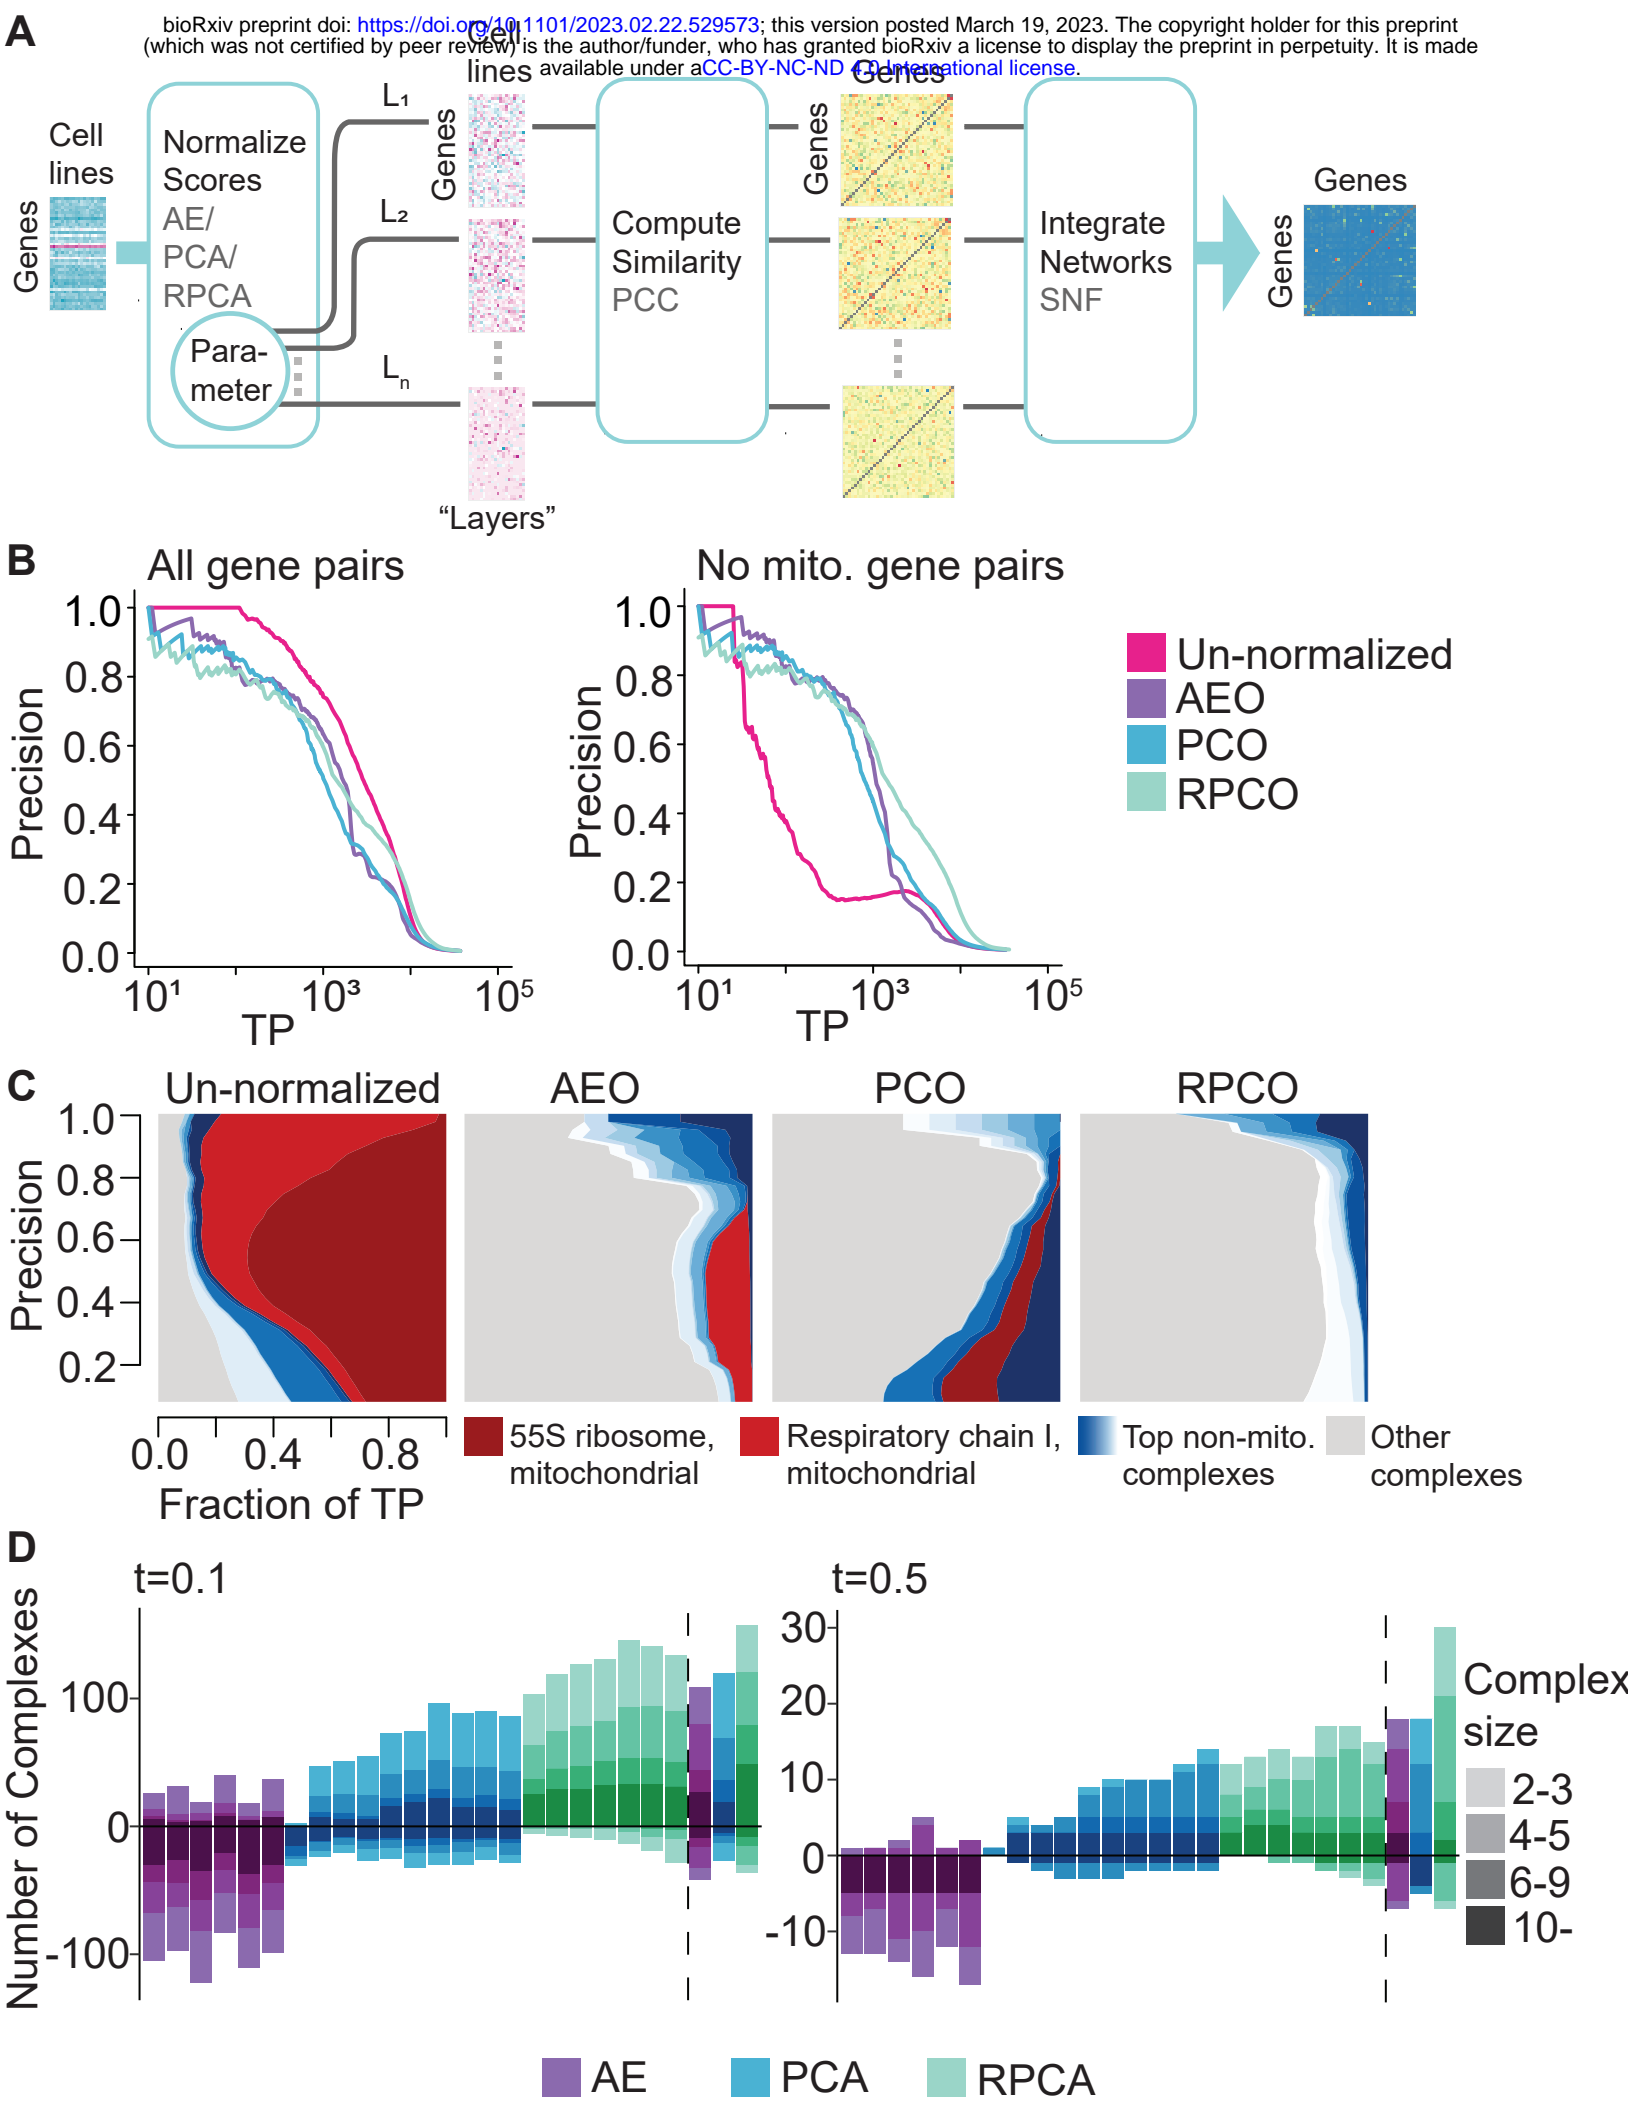 bioRxiv preprint doi: https://doi.org/10.1101/2023.02.22.529573; this version posted March 19, 2023. The copyright holder for this preprint
(which was not certified by peer review) is the author/funder, who has granted bioRxiv a license to display the preprint in perpetuity. It is made
available under aCC-BY-NC-ND 4.0 International license.
A
Cell
lines
Genes
Normalize
Scores
AE/
PCA/
RPCA
Para-
meter
L1
L2
Ln
Cell
lines
Genes
"Layers"
Compute
Similarity
PCC
Genes
Genes
Integrate
Networks
SNF
Genes
Genes
B
All gene pairs
Precision
1.0
0.8
0.6
0.4
0.2
0.0
10¹
10³
10⁵
TP
No mito. gene pairs
Precision
1.0
0.8
0.6
0.4
0.2
0.0
10¹
10³
10⁵
TP
Un-normalized
AEO
PCO
RPCO
C
Un-normalized
AEO
PCO
RPCO
Precision
1.0
0.8
0.6
0.4
0.2
0.0
0.4
0.8
Fraction of TP
55S ribosome,
mitochondrial
Respiratory chain I,
mitochondrial
Top non-mito.
complexes
Other
complexes
D
t=0.1
Number of Complexes
100
0
-100
t=0.5
30
20
10
0
-10
Complex
size
2-3
4-5
6-9
10-
AE
PCA
RPCA